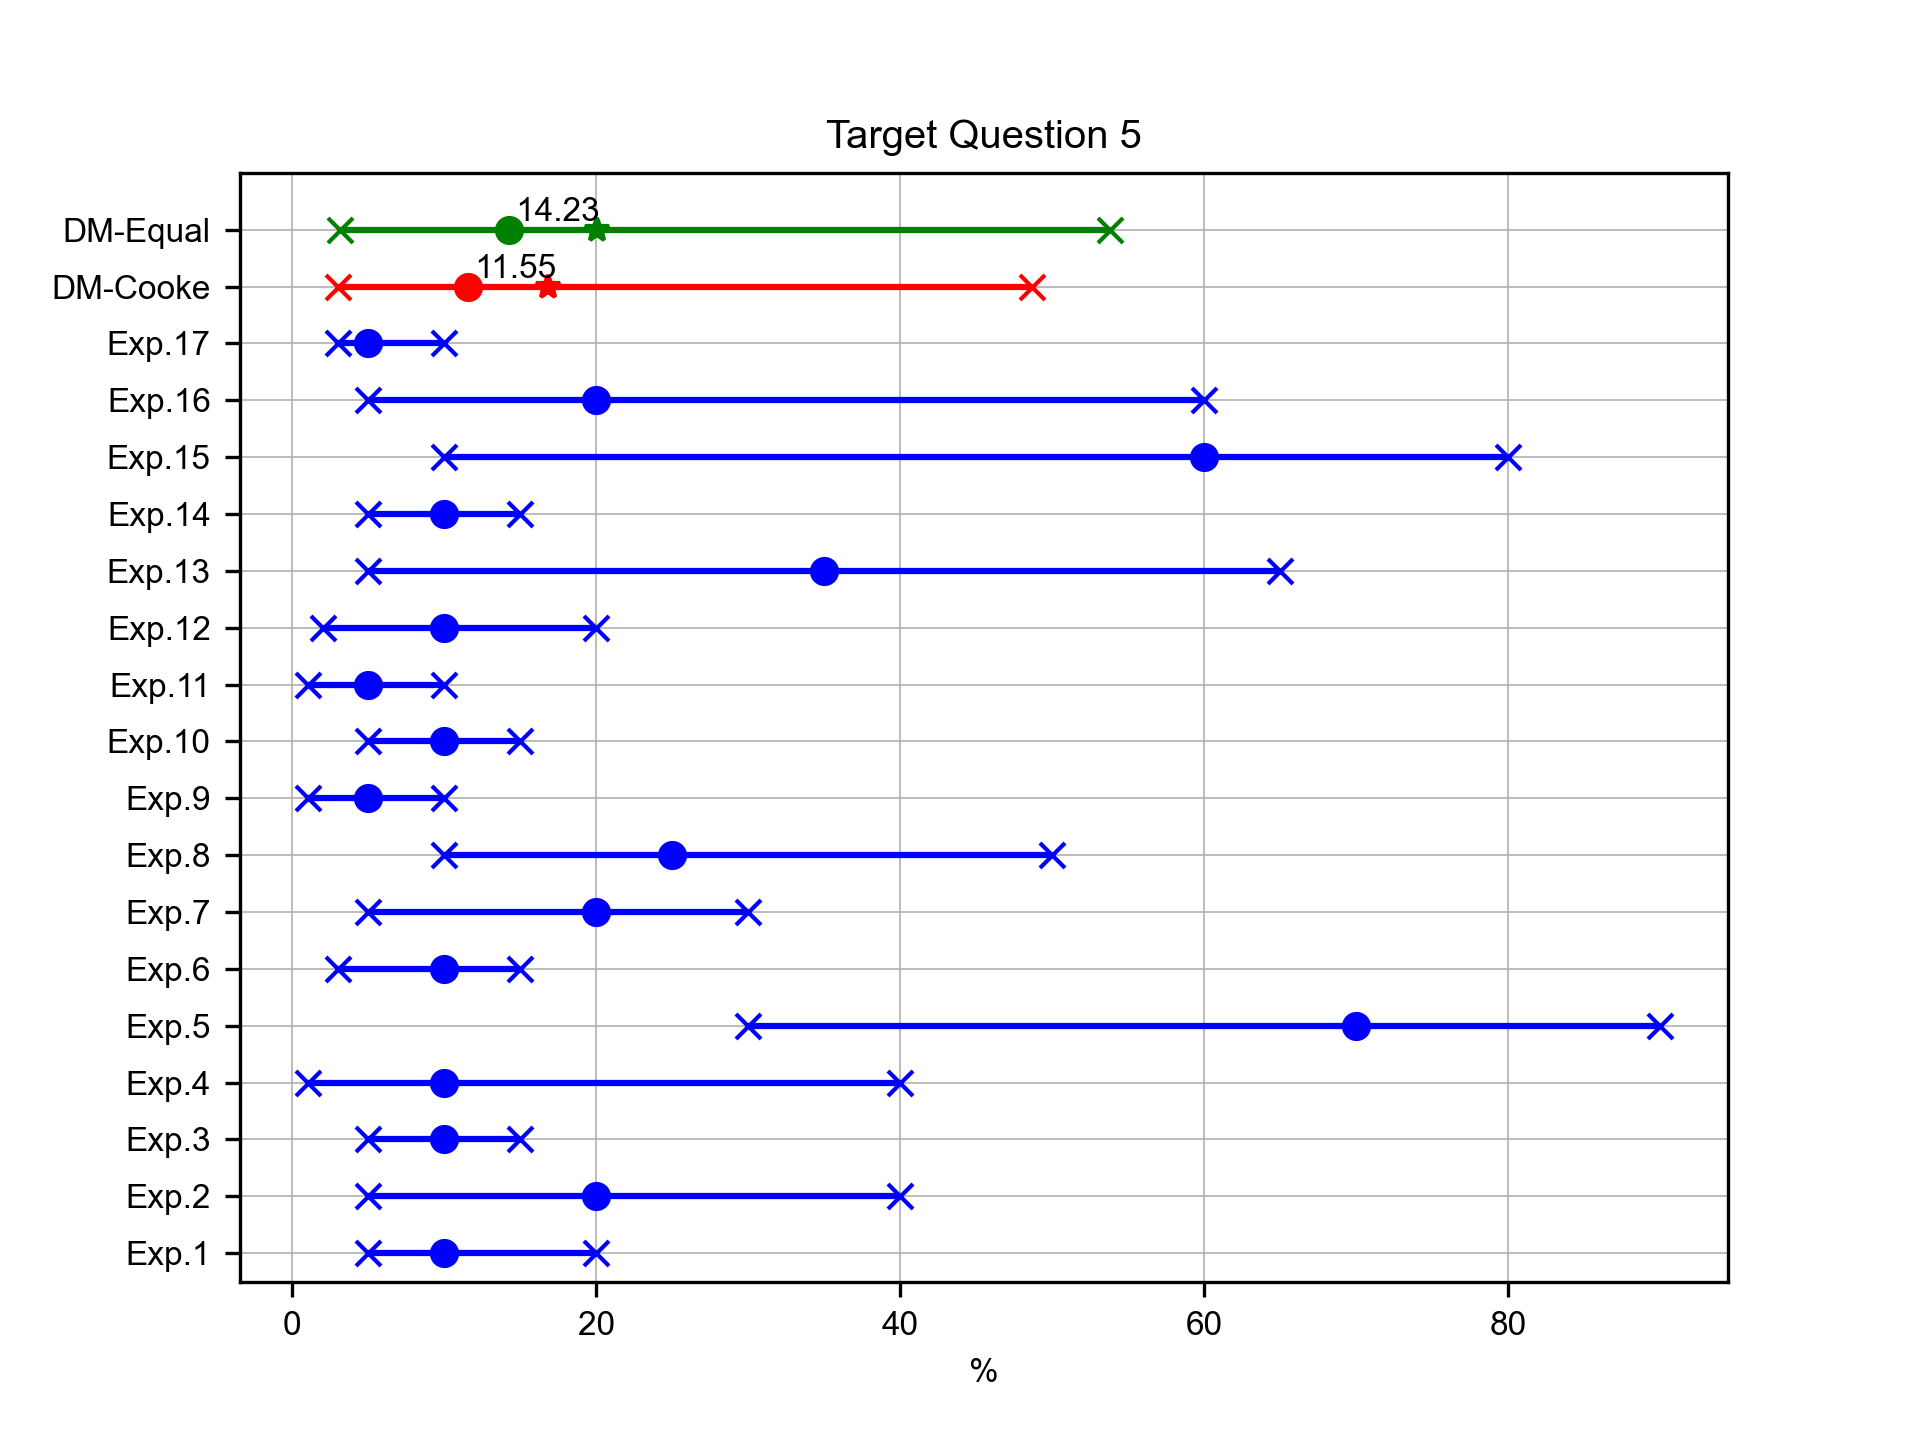 Target Question 5
DM-Equal
14.23
DM-Cooke
11.55
Exp.17
Exp.16
Exp.15
Exp.14
Exp.13
Exp.12
Exp.11
Exp.10
Exp.9
Exp.8
Exp.7
Exp.6
Exp.5
Exp.4
Exp.3
Exp.2
Exp.1
0 20 40 60 80
%